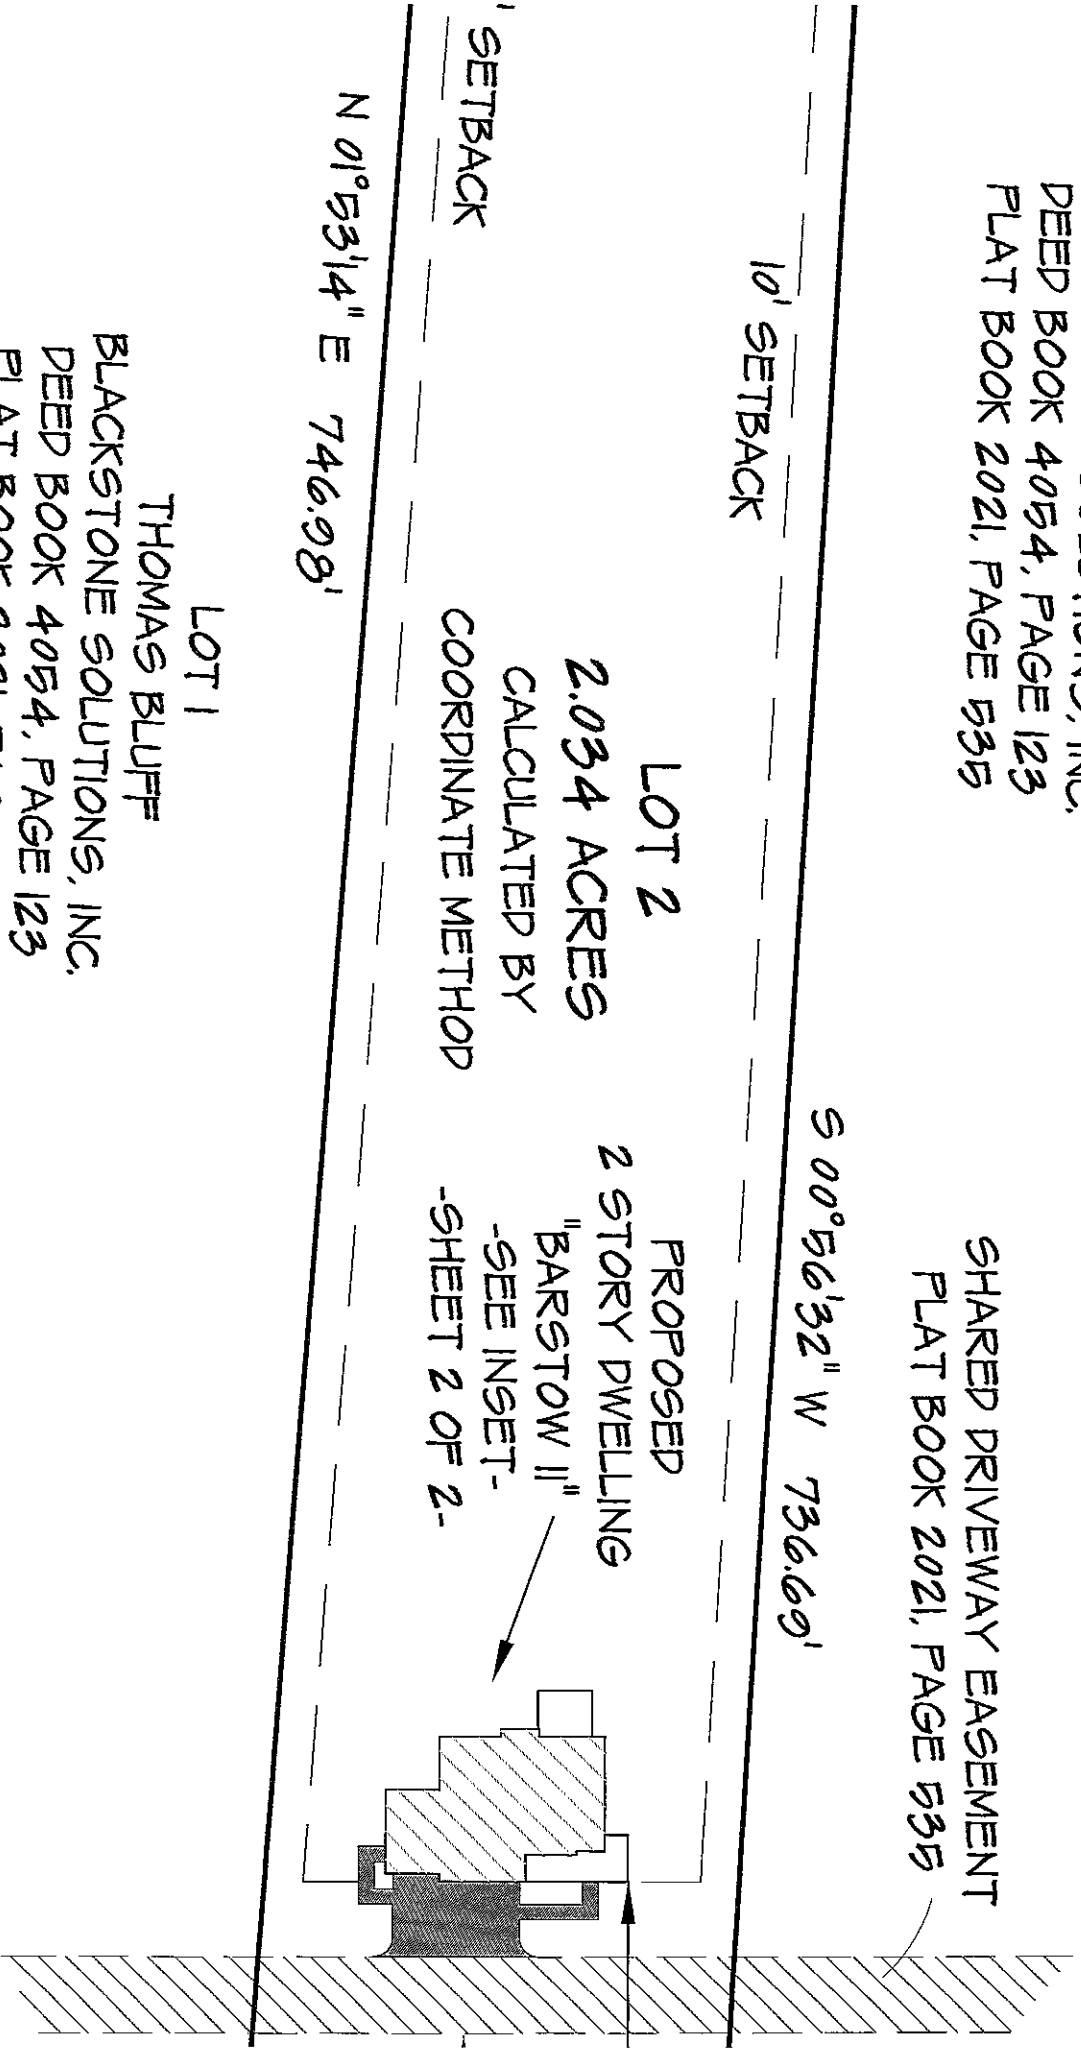 DEED BOOK 4054, PAGE 123
PLAT BOOK 2021, PAGE 535
' SETBACK
10' SETBACK
N 01°53'14" E 746.98'
S 00°56'32" W 736.69'
LOT 2
2.034 ACRES
CALCULATED BY
COORDINATE METHOD
PROPOSED
2 STORY DWELLING
"BARSTOW II"
-SEE INSET-
-SHEET 2 OF 2-
SHARED DRIVEWAY EASEMENT
PLAT BOOK 2021, PAGE 535
LOT 1
THOMAS BLUFF
BLACKSTONE SOLUTIONS, INC.
DEED BOOK 4054, PAGE 123
PLAT BOOK